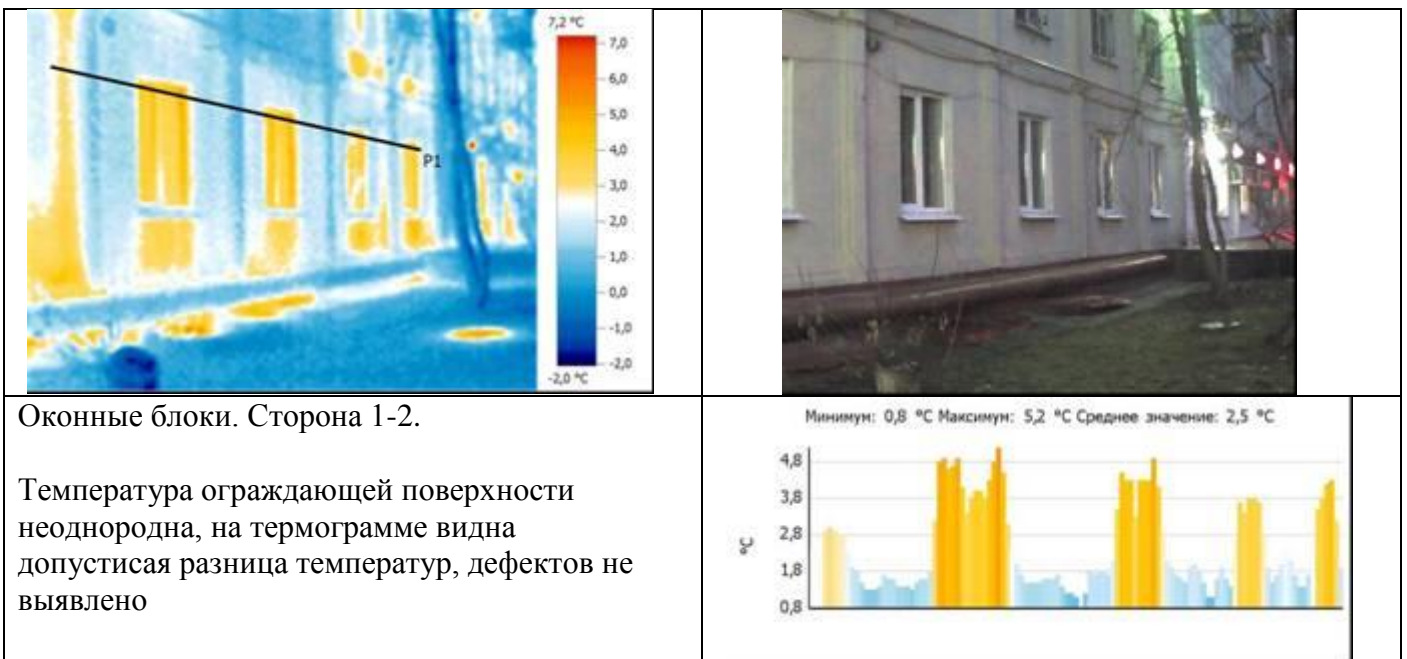 7,2 °C
7,0
6,0
5,0
4,0
3,0
2,0
1,0
0,0
-1,0
-2,0
-2,0 °C
P1
Оконные блоки. Сторона 1-2.
Температура ограждающей поверхности
неоднородна, на термограмме видна
допустисая разница температур, дефектов не
выявлено
Минимум: 0,8 °C Максимум: 5,2 °C Среднее значение: 2,5 °C
4,8
3,8
2,8
1,8
0,8
°C